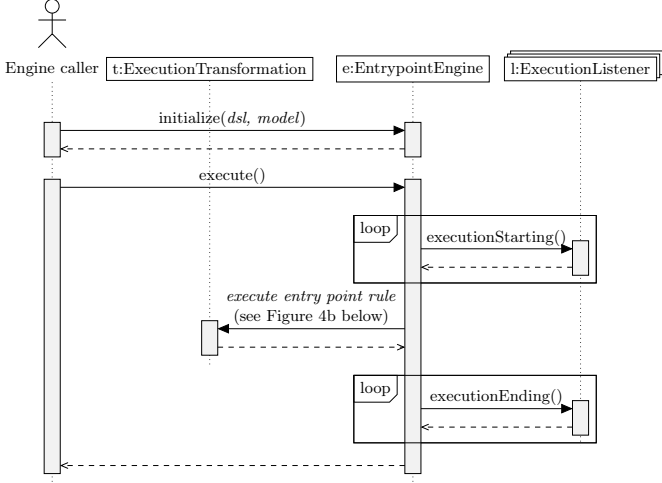 Engine caller
t:ExecutionTransformation
e:EntrypointEngine
l:ExecutionListener
initialize(dsl, model)
execute()
loop
executionStarting()
execute entry point rule
(see Figure 4b below)
loop
executionEnding()